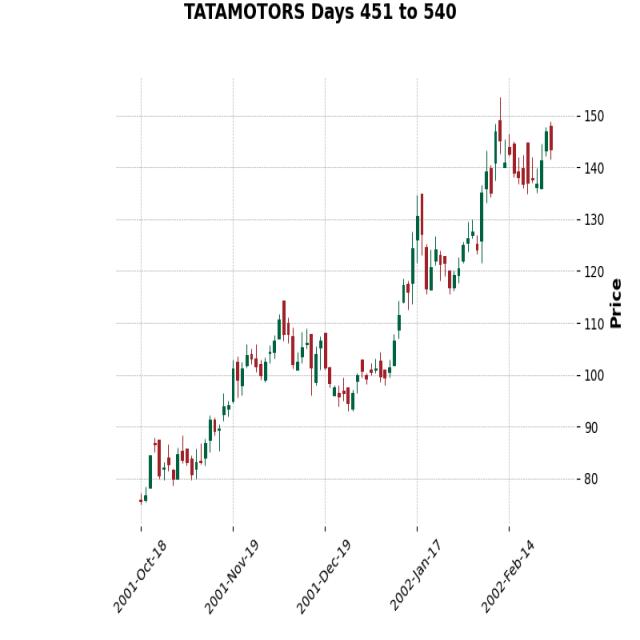 TATAMOTORS Days 451 to 540
150
140
130
120
110
100
90
80
Price
2001-Oct-18
2001-Nov-19
2001-Dec-19
2002-Jan-17
2002-Feb-14